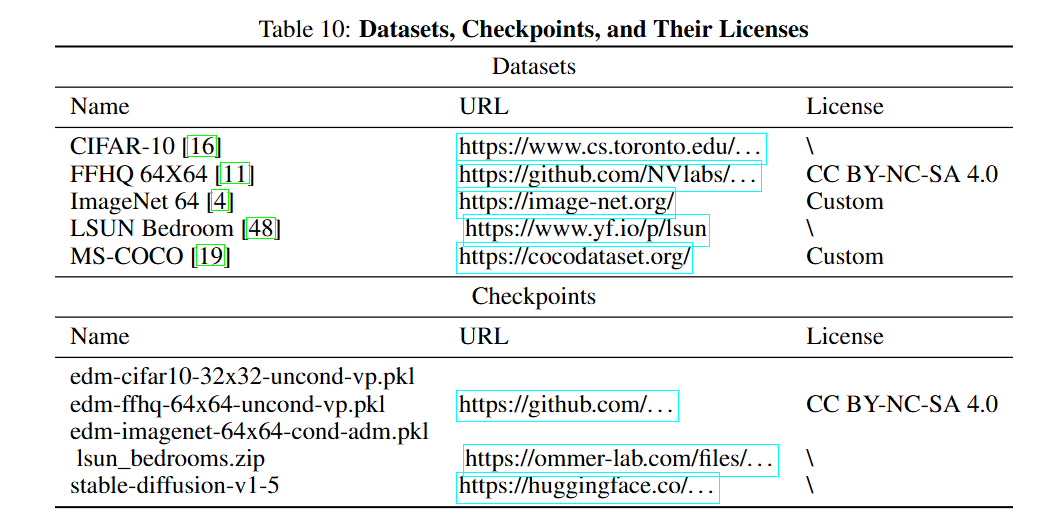 Table 10: Datasets, Checkpoints, and Their Licenses
Datasets
Name URL License
CIFAR-10 [16] https://www.cs.toronto.edu/... \
FFHQ 64X64 [11] https://github.com/NVlabs/... CC BY-NC-SA 4.0
ImageNet 64 [4] https://image-net.org/ Custom
LSUN Bedroom [48] https://www.yf.io/p/lsun \
MS-COCO [19] https://cocodataset.org/ Custom
Checkpoints
Name URL License
edm-cifar10-32x32-uncond-vp.pkl
edm-ffhq-64x64-uncond-vp.pkl https://github.com/... CC BY-NC-SA 4.0
edm-imagenet-64x64-cond-adm.pkl
lsun_bedrooms.zip https://ommer-lab.com/files/... \
stable-diffusion-v1-5 https://huggingface.co/... \